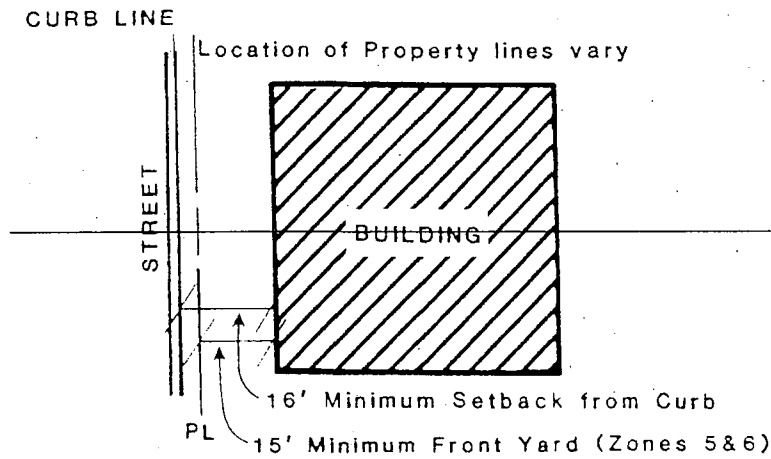 CURB LINE
Location of Property lines vary
STREET
BUILDING
16' Minimum Setback from Curb
PL
15' Minimum Front Yard (Zones 5&6)